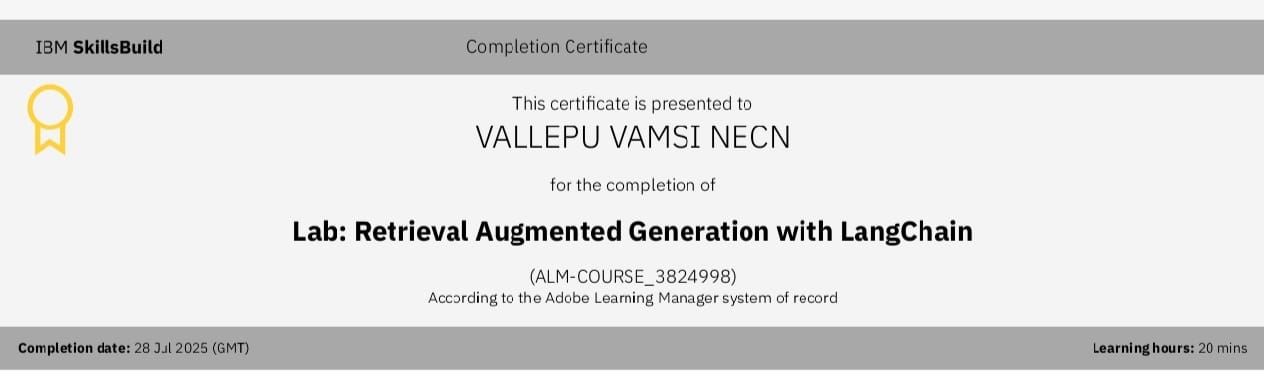 IBM SkillsBuild
Completion Certificate
This certificate is presented to
VALLEPU VAMSI NECN
for the completion of
Lab: Retrieval Augmented Generation with LangChain
(ALM-COURSE_3824998)
According to the Adobe Learning Manager system of record
Completion date: 28 Jul 2025 (GMT)
Learning hours: 20 mins